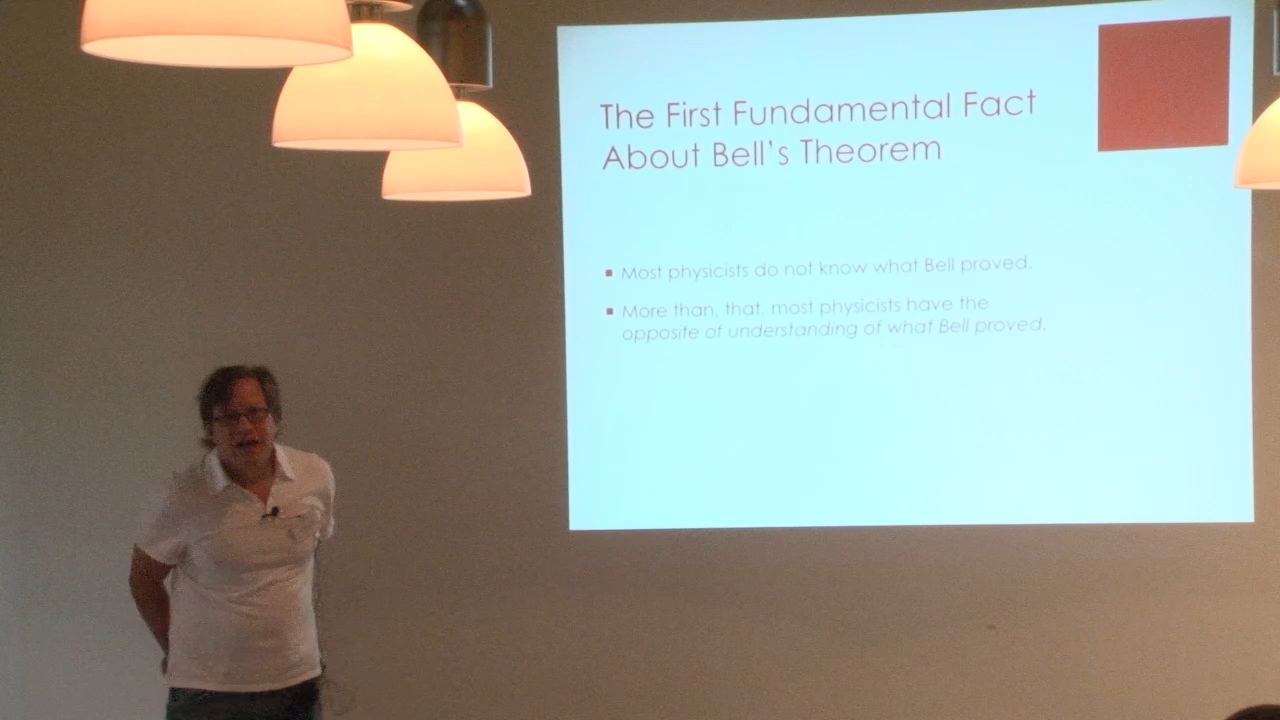 The First Fundamental Fact
About Bell's Theorem
Most physicists do not know what Bell proved.
More than, that, most physicists have the
opposite of understanding of what Bell proved.